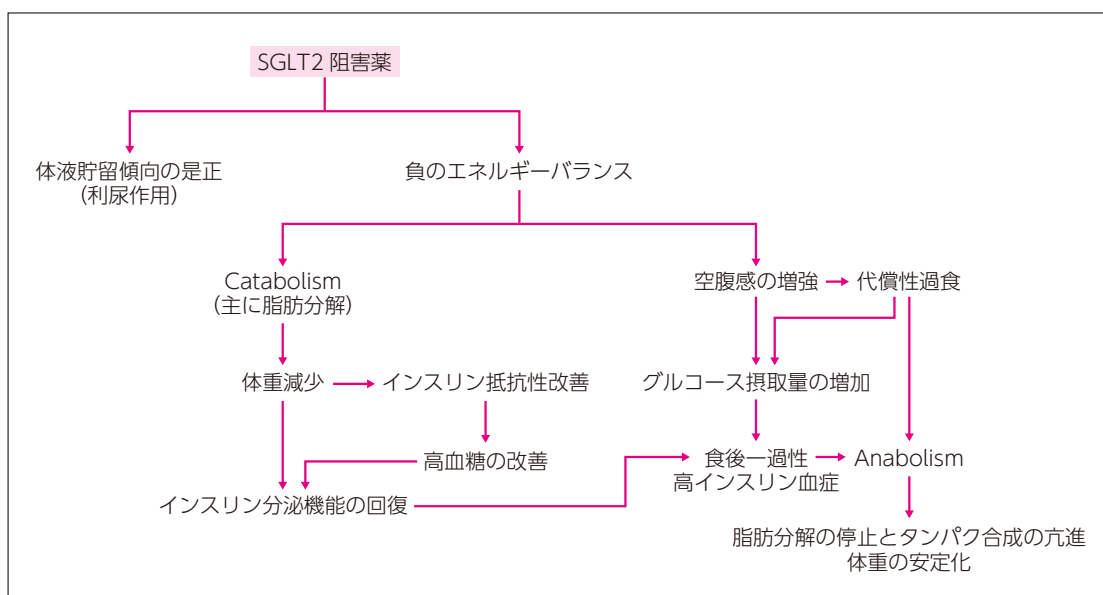 SGLT2 阻害薬
体液貯留傾向の是正
(利尿作用)
負のエネルギーバランス
Catabolism
(主に脂肪分解)
空腹感の増強
代償性過食
体重減少
インスリン抵抗性改善
グルコース摂取量の増加
高血糖の改善
食後一過性
高インスリン血症
Anabolism
インスリン分泌機能の回復
脂肪分解の停止とタンパク合成の亢進
体重の安定化